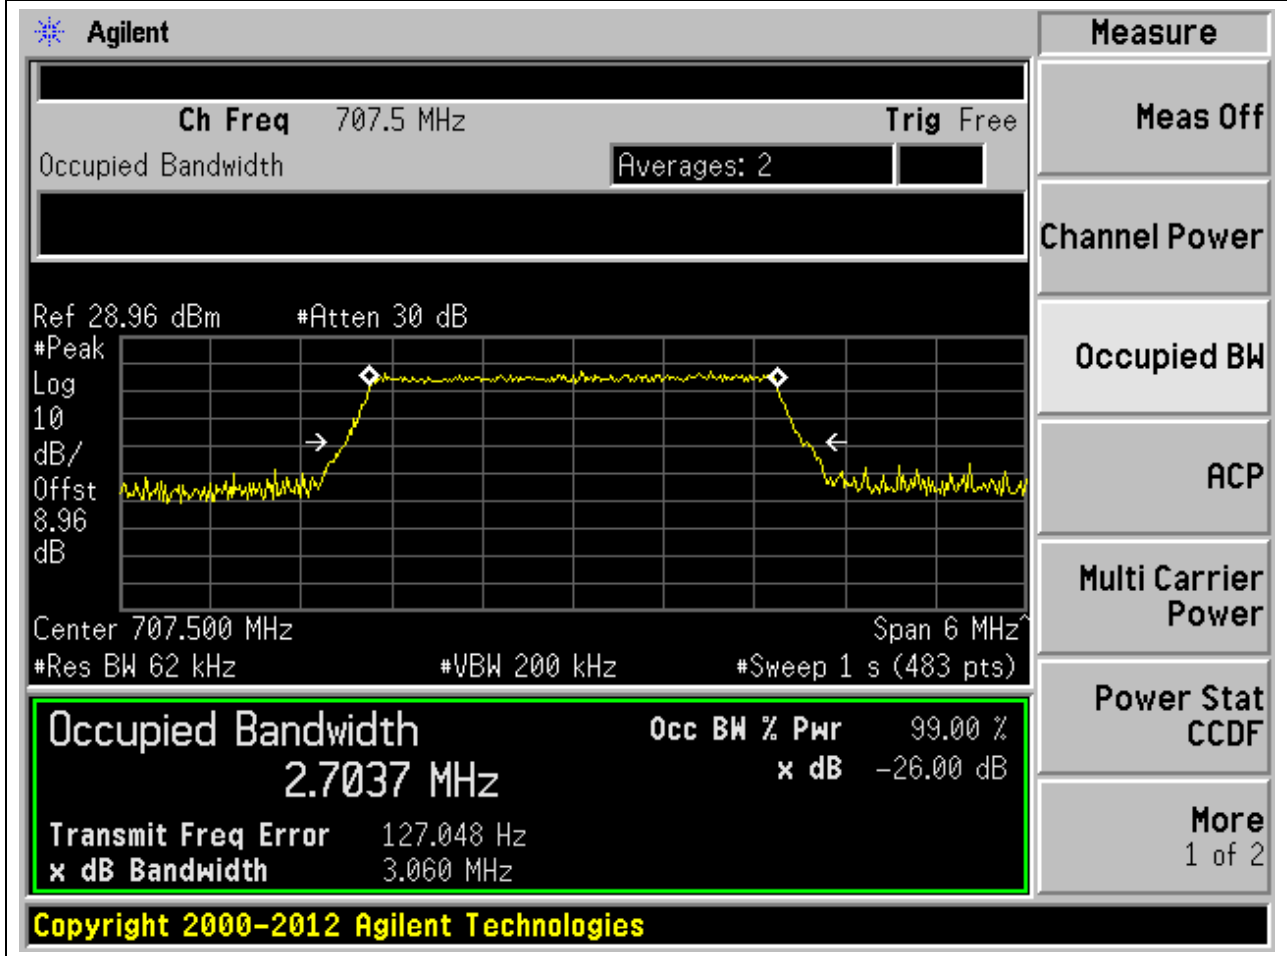 Agilent
Measure
Ch Freq 707.5 MHz Trig Free
Meas Off
Occupied Bandwidth Averages: 2
Channel Power
Ref 28.96 dBm #Atten 30 dB
#Peak
Log
10
dB/
Offst
8.96
dB
Occupied BW
ACP
Center 707.500 MHz Span 6 MHz^
#Res BW 62 kHz #VBW 200 kHz #Sweep 1 s (483 pts)
Multi Carrier
Power
Occupied Bandwidth Occ BW % Pwr 99.00 %
2.7037 MHz x dB -26.00 dB
Power Stat
CCDF
Transmit Freq Error 127.048 Hz
x dB Bandwidth 3.060 MHz
More
1 of 2
Copyright 2000-2012 Agilent Technologies